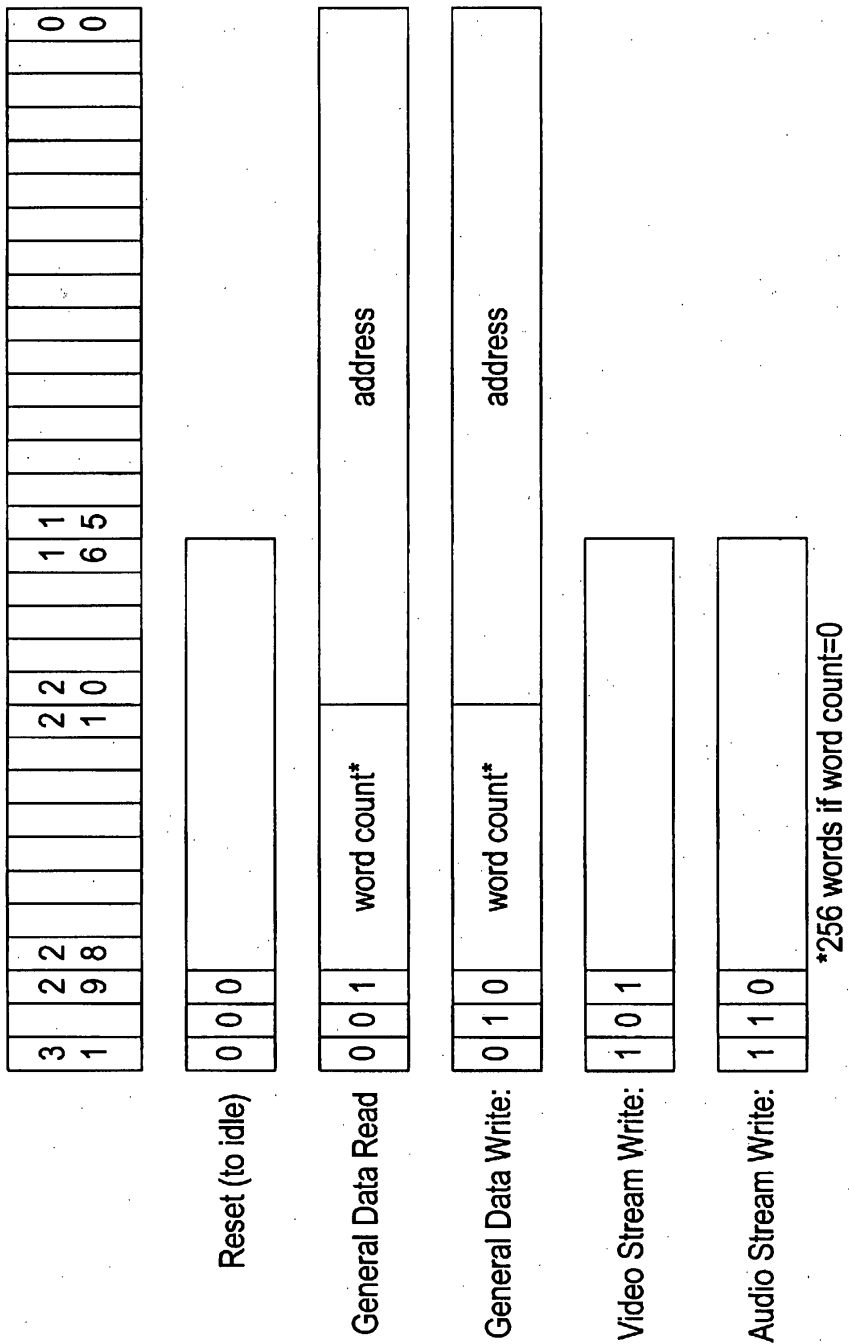 3 2 2 2 2 1 1 0
1 9 8 1 0 6 5 0
Reset (to idle) 0 0 0
General Data Read 0 0 1 word count* address
General Data Write: 0 1 0 word count* address
Video Stream Write: 1 0 1
Audio Stream Write: 1 1 0
*256 words if word count=0